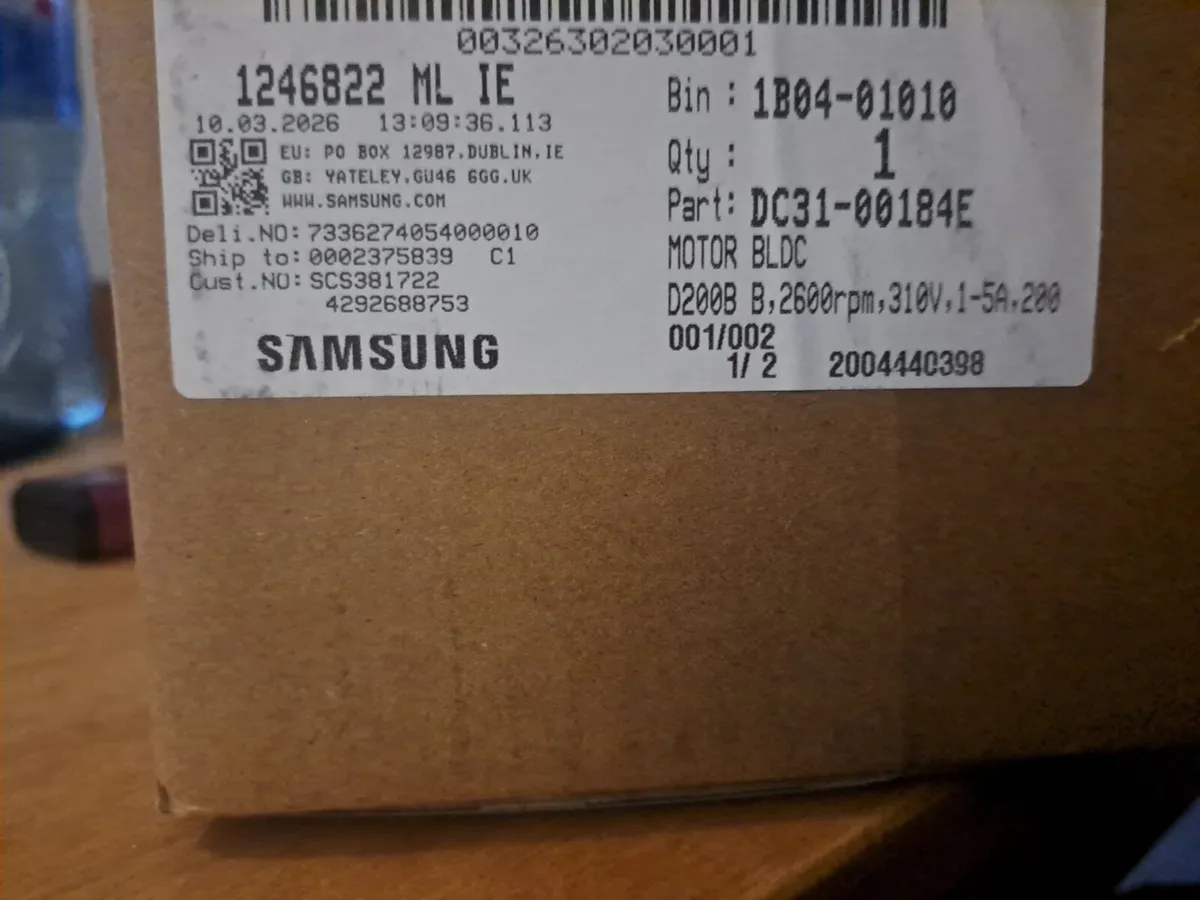 00326302030001
1246822 ML IE
10.03.2026 13:09:36.113
EU: PO BOX 12987.DUBLIN.IE
GB: YATELEY.GU46 6GG.UK
WWW.SAMSUNG.COM
Deli.NO: 7336274054000010
Ship to: 0002375839 C1
Cust.NO: SCS381722
4292688753
SAMSUNG
Bin : 1B04-01010
Qty : 1
Part: DC31-00184E
MOTOR BLDC
D200B B,2600rpm,310V,1-5A,200
001/002
1/ 2 2004440398